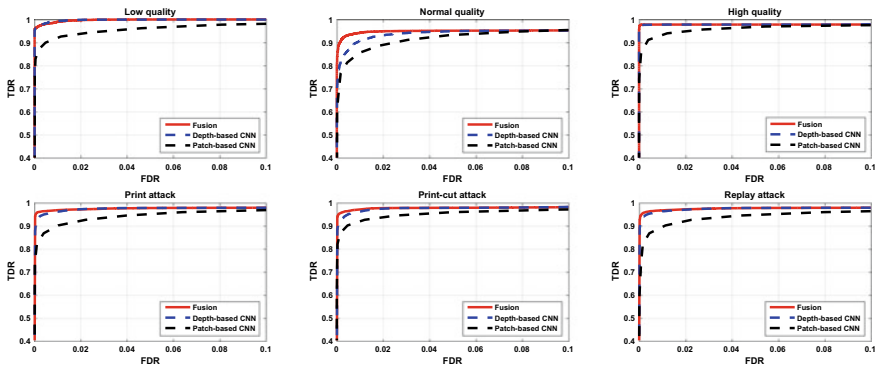 Low quality
1
0.9
0.8
0.7
0.6
0.5
0.4
TDR
0 0.02 0.04 0.06 0.08 0.1
FDR
Fusion
Depth-based CNN
Patch-based CNN
Normal quality
1
0.9
0.8
0.7
0.6
0.5
0.4
TDR
0 0.02 0.04 0.06 0.08 0.1
FDR
Fusion
Depth-based CNN
Patch-based CNN
High quality
1
0.9
0.8
0.7
0.6
0.5
0.4
TDR
0 0.02 0.04 0.06 0.08 0.1
FDR
Fusion
Depth-based CNN
Patch-based CNN
Print attack
1
0.9
0.8
0.7
0.6
0.5
0.4
TDR
0 0.02 0.04 0.06 0.08 0.1
FDR
Fusion
Depth-based CNN
Patch-based CNN
Print-cut attack
1
0.9
0.8
0.7
0.6
0.5
0.4
TDR
0 0.02 0.04 0.06 0.08 0.1
FDR
Fusion
Depth-based CNN
Patch-based CNN
Replay attack
1
0.9
0.8
0.7
0.6
0.5
0.4
TDR
0 0.02 0.04 0.06 0.08 0.1
FDR
Fusion
Depth-based CNN
Patch-based CNN